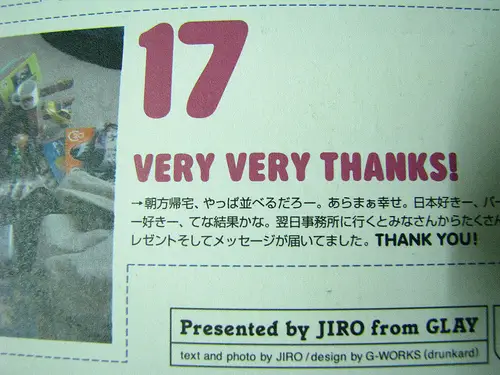 17
VERY VERY THANKS!
→朝方帰宅、やっぱ並べるだろー。あらまぁ幸せ。日本好きー、バー
ー好きー、てな結果かな。翌日事務所に行くとみなさんからたくさん
レゼントそしてメッセージが届いてました。THANK YOU!
Presented by JIRO from GLAY
text and photo by JIRO/design by G-WORKS (drunkard)